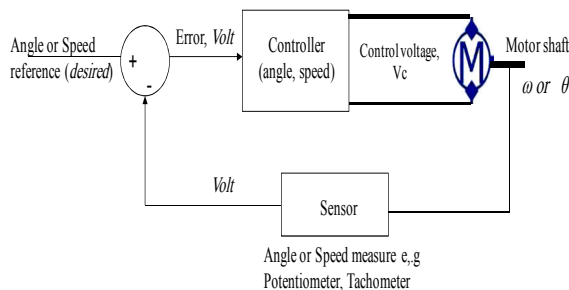 Angle or Speed
reference (desired)
+
-
Error, Volt
Controller
(angle, speed)
Control voltage,
Vc
M
Motor shaft
ω or θ
Volt
Sensor
Angle or Speed measure e,.g
Potentiometer, Tachometer